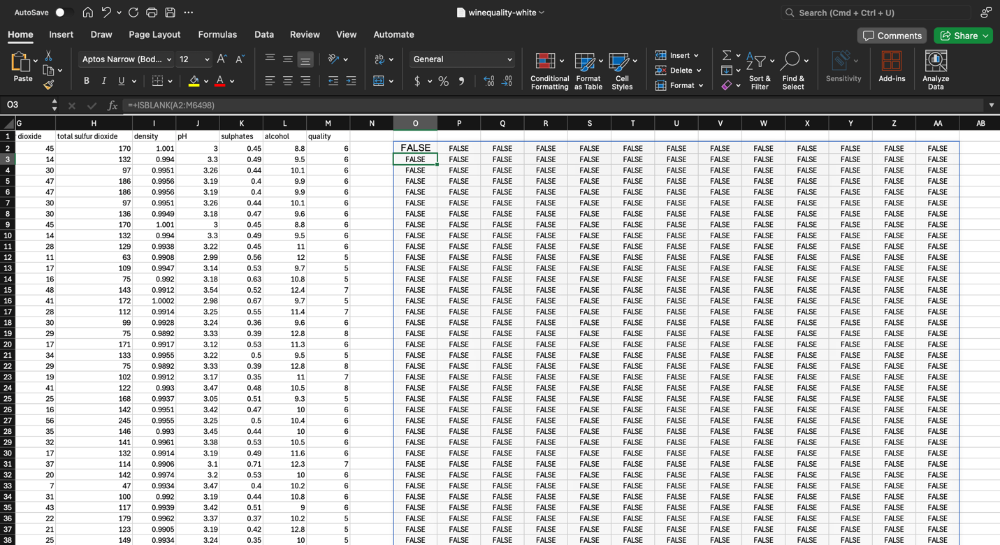 AutoSave
winequality-white
Search (Cmd + Ctrl + U)
Home Insert Draw Page Layout Formulas Data Review View Automate
Comments Share
Paste
Aptos Narrow (Bod... 12
B I U
General
$ % 9
Conditional Formatting
Format as Table
Cell Styles
Insert
Delete
Format
Sort & Filter
Find & Select
Sensitivity
Add-ins
Analyze Data
O3 fx =+ISBLANK(A2:M6498)
G H I J K L M N O P Q R S T U V W X Y Z AA AB
1 dioxide total sulfur dioxide density pH sulphates alcohol quality
2 45 170 1.001 3 0.45 8.8 6 FALSE FALSE FALSE FALSE FALSE FALSE FALSE FALSE FALSE FALSE FALSE FALSE FALSE
3 14 132 0.994 3.3 0.49 9.5 6 FALSE FALSE FALSE FALSE FALSE FALSE FALSE FALSE FALSE FALSE FALSE FALSE FALSE
4 30 97 0.9951 3.26 0.44 10.1 6 FALSE FALSE FALSE FALSE FALSE FALSE FALSE FALSE FALSE FALSE FALSE FALSE FALSE
5 47 186 0.9956 3.19 0.4 9.9 6 FALSE FALSE FALSE FALSE FALSE FALSE FALSE FALSE FALSE FALSE FALSE FALSE FALSE
6 47 186 0.9956 3.19 0.4 9.9 6 FALSE FALSE FALSE FALSE FALSE FALSE FALSE FALSE FALSE FALSE FALSE FALSE FALSE
7 30 97 0.9951 3.26 0.44 10.1 6 FALSE FALSE FALSE FALSE FALSE FALSE FALSE FALSE FALSE FALSE FALSE FALSE FALSE
8 30 136 0.9949 3.18 0.47 9.6 6 FALSE FALSE FALSE FALSE FALSE FALSE FALSE FALSE FALSE FALSE FALSE FALSE FALSE
9 45 170 1.001 3 0.45 8.8 6 FALSE FALSE FALSE FALSE FALSE FALSE FALSE FALSE FALSE FALSE FALSE FALSE FALSE
10 14 132 0.994 3.3 0.49 9.5 6 FALSE FALSE FALSE FALSE FALSE FALSE FALSE FALSE FALSE FALSE FALSE FALSE FALSE
11 28 129 0.9938 3.22 0.45 11 6 FALSE FALSE FALSE FALSE FALSE FALSE FALSE FALSE FALSE FALSE FALSE FALSE FALSE
12 11 63 0.9908 2.99 0.56 12 5 FALSE FALSE FALSE FALSE FALSE FALSE FALSE FALSE FALSE FALSE FALSE FALSE FALSE
13 17 109 0.9947 3.14 0.53 9.7 5 FALSE FALSE FALSE FALSE FALSE FALSE FALSE FALSE FALSE FALSE FALSE FALSE FALSE
14 16 75 0.992 3.18 0.63 10.8 5 FALSE FALSE FALSE FALSE FALSE FALSE FALSE FALSE FALSE FALSE FALSE FALSE FALSE
15 48 143 0.9912 3.54 0.52 12.4 7 FALSE FALSE FALSE FALSE FALSE FALSE FALSE FALSE FALSE FALSE FALSE FALSE FALSE
16 41 172 1.0002 2.98 0.67 9.7 5 FALSE FALSE FALSE FALSE FALSE FALSE FALSE FALSE FALSE FALSE FALSE FALSE FALSE
17 28 112 0.9914 3.25 0.55 11.4 7 FALSE FALSE FALSE FALSE FALSE FALSE FALSE FALSE FALSE FALSE FALSE FALSE FALSE
18 30 99 0.9928 3.24 0.36 9.6 6 FALSE FALSE FALSE FALSE FALSE FALSE FALSE FALSE FALSE FALSE FALSE FALSE FALSE
19 29 75 0.9892 3.33 0.39 12.8 8 FALSE FALSE FALSE FALSE FALSE FALSE FALSE FALSE FALSE FALSE FALSE FALSE FALSE
20 17 171 0.9917 3.12 0.53 11.3 6 FALSE FALSE FALSE FALSE FALSE FALSE FALSE FALSE FALSE FALSE FALSE FALSE FALSE
21 34 133 0.9955 3.22 0.5 9.5 5 FALSE FALSE FALSE FALSE FALSE FALSE FALSE FALSE FALSE FALSE FALSE FALSE FALSE
22 29 75 0.9892 3.33 0.39 12.8 8 FALSE FALSE FALSE FALSE FALSE FALSE FALSE FALSE FALSE FALSE FALSE FALSE FALSE
23 19 102 0.9912 3.17 0.35 11 7 FALSE FALSE FALSE FALSE FALSE FALSE FALSE FALSE FALSE FALSE FALSE FALSE FALSE
24 41 122 0.993 3.47 0.48 10.5 8 FALSE FALSE FALSE FALSE FALSE FALSE FALSE FALSE FALSE FALSE FALSE FALSE FALSE
25 25 168 0.9937 3.05 0.51 9.3 5 FALSE FALSE FALSE FALSE FALSE FALSE FALSE FALSE FALSE FALSE FALSE FALSE FALSE
26 16 142 0.9951 3.42 0.47 10 6 FALSE FALSE FALSE FALSE FALSE FALSE FALSE FALSE FALSE FALSE FALSE FALSE FALSE
27 56 245 0.9955 3.25 0.5 10.4 6 FALSE FALSE FALSE FALSE FALSE FALSE FALSE FALSE FALSE FALSE FALSE FALSE FALSE
28 35 146 0.993 3.45 0.44 10 6 FALSE FALSE FALSE FALSE FALSE FALSE FALSE FALSE FALSE FALSE FALSE FALSE FALSE
29 32 141 0.9961 3.38 0.53 10.5 6 FALSE FALSE FALSE FALSE FALSE FALSE FALSE FALSE FALSE FALSE FALSE FALSE FALSE
30 17 132 0.9914 3.19 0.49 11.6 6 FALSE FALSE FALSE FALSE FALSE FALSE FALSE FALSE FALSE FALSE FALSE FALSE FALSE
31 37 114 0.9906 3.1 0.71 12.3 7 FALSE FALSE FALSE FALSE FALSE FALSE FALSE FALSE FALSE FALSE FALSE FALSE FALSE
32 20 142 0.9974 3.2 0.53 10 6 FALSE FALSE FALSE FALSE FALSE FALSE FALSE FALSE FALSE FALSE FALSE FALSE FALSE
33 7 47 0.9934 3.47 0.4 10.2 6 FALSE FALSE FALSE FALSE FALSE FALSE FALSE FALSE FALSE FALSE FALSE FALSE FALSE
34 31 100 0.992 3.19 0.44 10.8 6 FALSE FALSE FALSE FALSE FALSE FALSE FALSE FALSE FALSE FALSE FALSE FALSE FALSE
35 43 117 0.9939 3.42 0.51 9 6 FALSE FALSE FALSE FALSE FALSE FALSE FALSE FALSE FALSE FALSE FALSE FALSE FALSE
36 22 179 0.9962 3.37 0.37 10.2 5 FALSE FALSE FALSE FALSE FALSE FALSE FALSE FALSE FALSE FALSE FALSE FALSE FALSE
37 21 123 0.9905 3.19 0.42 12.8 5 FALSE FALSE FALSE FALSE FALSE FALSE FALSE FALSE FALSE FALSE FALSE FALSE FALSE
38 25 149 0.9934 3.24 0.35 10 5 FALSE FALSE FALSE FALSE FALSE FALSE FALSE FALSE FALSE FALSE FALSE FALSE FALSE